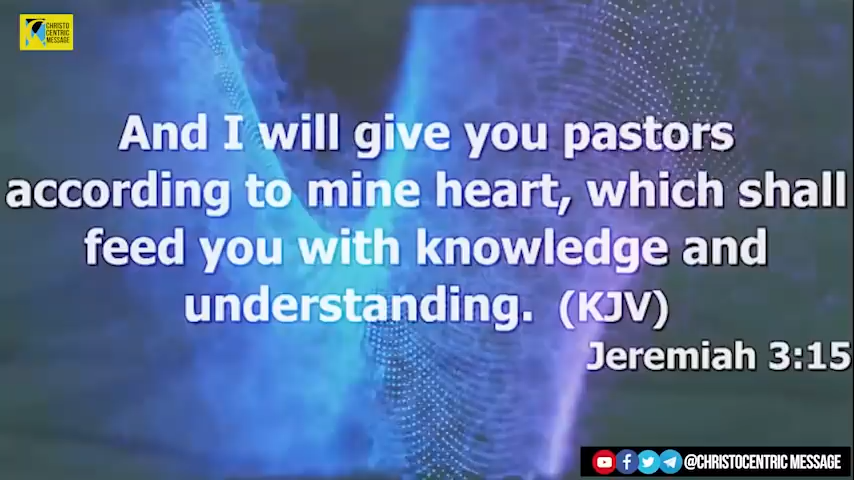 CHRISTO
CENTRIC
MESSAGE
And I will give you pastors
according to mine heart, which shall
feed you with knowledge and
understanding. (KJV)
Jeremiah 3:15
@CHRISTOCENTRIC MESSAGE